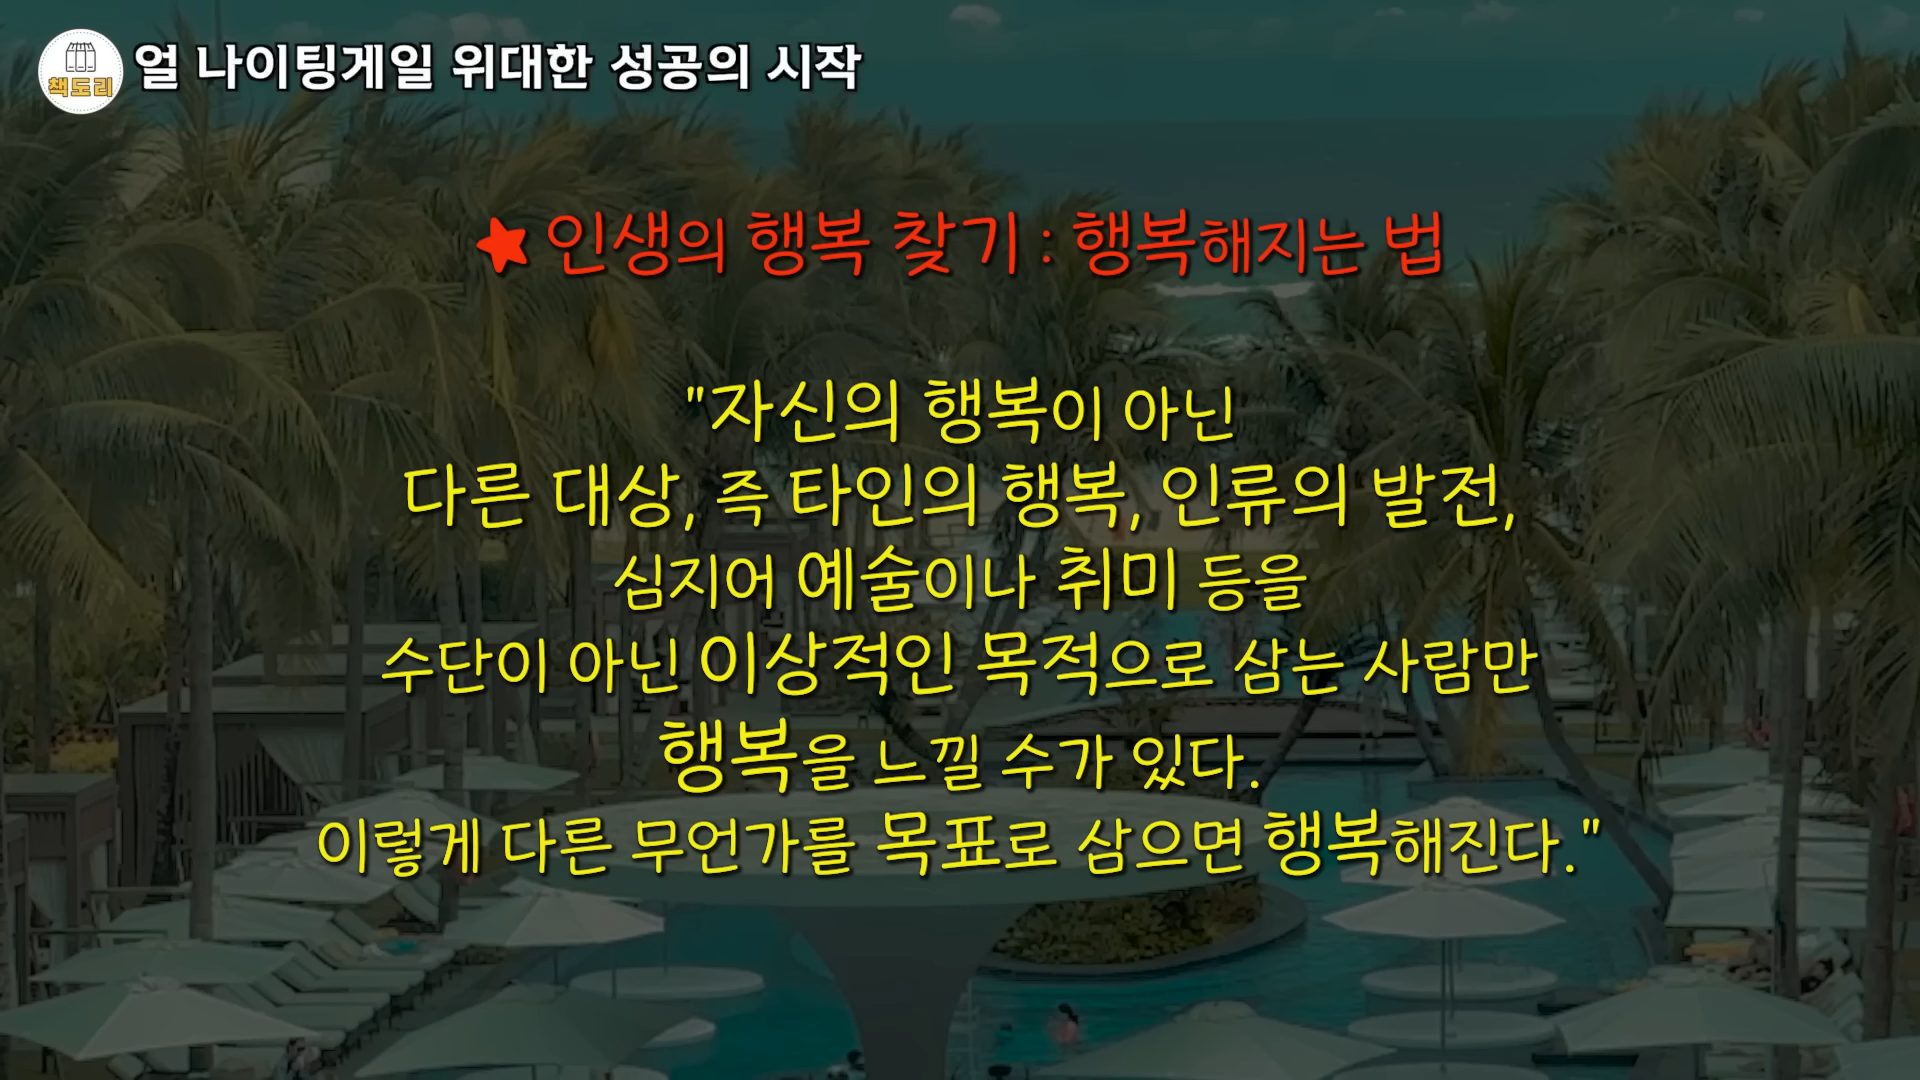 책도리
얼 나이팅게일 위대한 성공의 시작
★ 인생의 행복 찾기 : 행복해지는 법
"자신의 행복이 아닌
다른 대상, 즉 타인의 행복, 인류의 발전,
심지어 예술이나 취미 등을
수단이 아닌 이상적인 목적으로 삼는 사람만
행복을 느낄 수가 있다.
이렇게 다른 무언가를 목표로 삼으면 행복해진다."